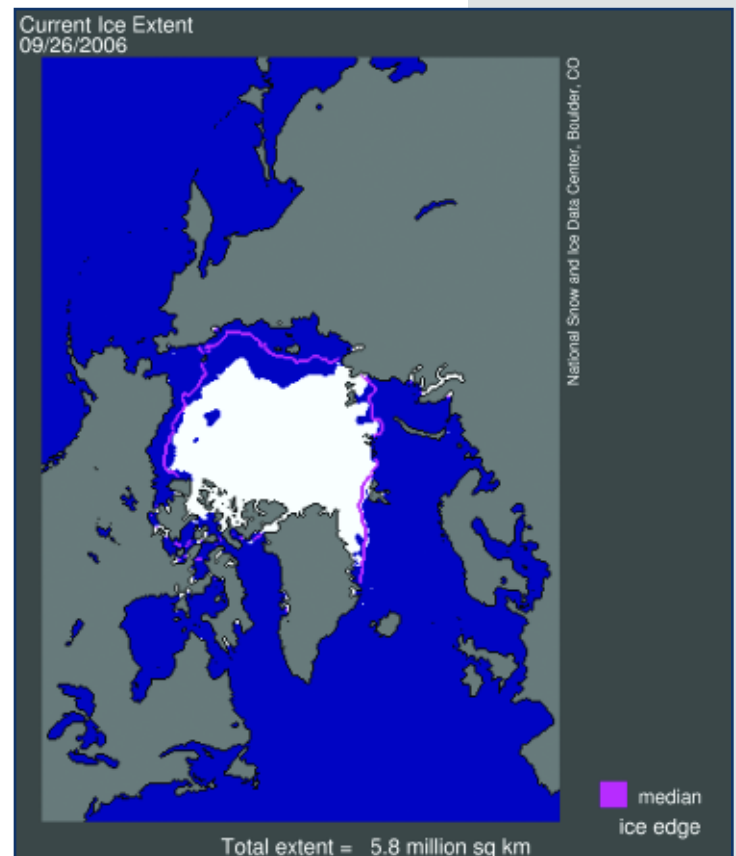 Current Ice Extent
09/26/2006
National Snow and Ice Data Center, Boulder, CO
median
ice edge
Total extent = 5.8 million sq km